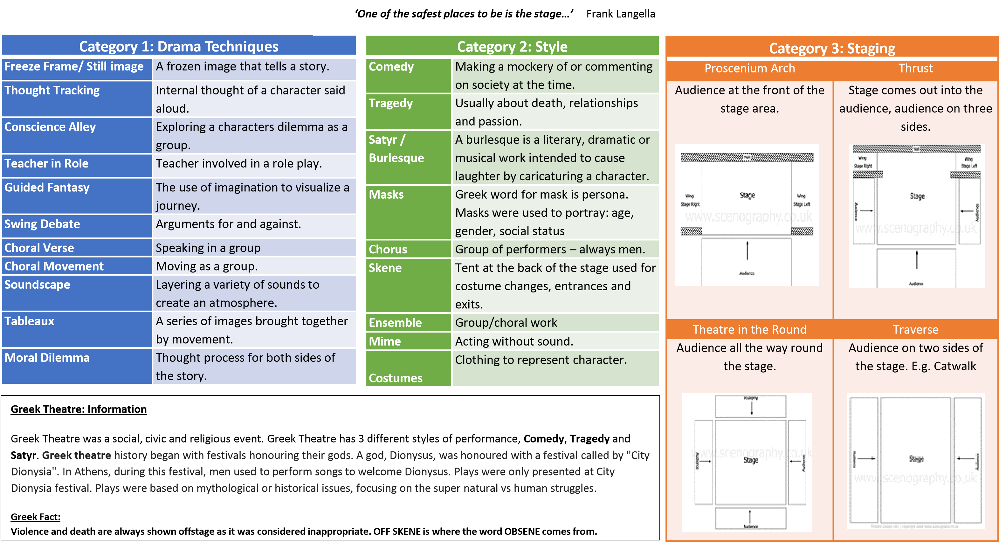 ‘One of the safest places to be is the stage…’ Frank Langella
Category 1: Drama Techniques
Freeze Frame/ Still image
A frozen image that tells a story.
Thought Tracking
Internal thought of a character said
aloud.
Conscience Alley
Exploring a characters dilemma as a
group.
Teacher in Role
Teacher involved in a role play.
Guided Fantasy
The use of imagination to visualize a
journey.
Swing Debate
Arguments for and against.
Choral Verse
Speaking in a group
Choral Movement
Moving as a group.
Soundscape
Layering a variety of sounds to
create an atmosphere.
Tableaux
A series of images brought together
by movement.
Moral Dilemma
Thought process for both sides of
the story.
Category 2: Style
Comedy
Making a mockery of or commenting
on society at the time.
Tragedy
Usually about death, relationships
and passion.
Satyr /
Burlesque
A burlesque is a literary, dramatic or
musical work intended to cause
laughter by caricaturing a character.
Masks
Greek word for mask is persona.
Masks were used to portray: age,
gender, social status
Chorus
Group of performers – always men.
Skene
Tent at the back of the stage used for
costume changes, entrances and
exits.
Ensemble
Group/choral work
Mime
Acting without sound.
Costumes
Clothing to represent character.
Category 3: Staging
Proscenium Arch
Audience at the front of the
stage area.
Wall
Wing
Stage Right
Stage
Wing
Stage Left
www.scenography.co.uk
Audience
Thrust
Stage comes out into the
audience, audience on three
sides.
Wall
Wing
Stage Right
Wing
Stage Left
Stage
Audience
Audience
www.scenography.co.uk
Audience
Theatre in the Round
Audience all the way round
the stage.
Audience
www.scenography.co.uk
Audience
Stage
Audience
Audience
Traverse
Audience on two sides of
the stage. E.g. Catwalk
Stage
www.scenography.co.uk
Greek Theatre: Information
Greek Theatre was a social, civic and religious event. Greek Theatre has 3 different styles of performance, Comedy, Tragedy and
Satyr. Greek theatre history began with festivals honouring their gods. A god, Dionysus, was honoured with a festival called by "City
Dionysia". In Athens, during this festival, men used to perform songs to welcome Dionysus. Plays were only presented at City
Dionysia festival. Plays were based on mythological or historical issues, focusing on the super natural vs human struggles.
Greek Fact:
Violence and death are always shown offstage as it was considered inappropriate. OFF SKENE is where the word OBSENE comes from.